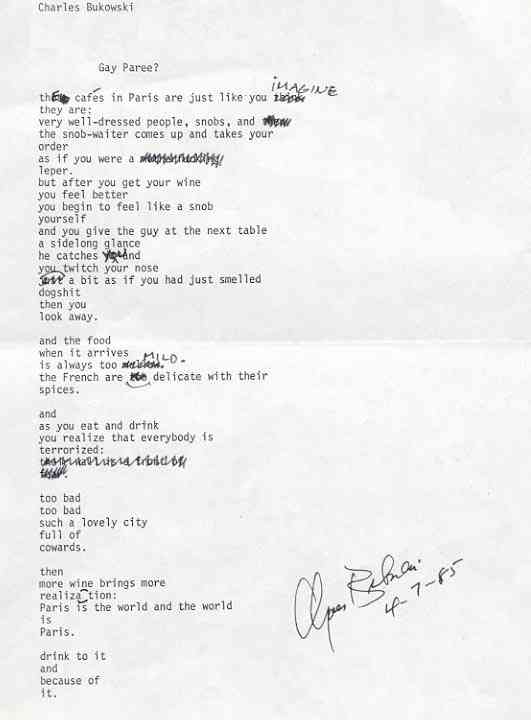 Charles Bukowski
Gay Paree?
IMAGINE
the cafés in Paris are just like you
they are:
very well-dressed people, snobs, and
the snob-waiter comes up and takes your
order
as if you were a
leper.
but after you get your wine
you feel better
you begin to feel like a snob
yourself
and you give the guy at the next table
a sidelong glance
he catches you and
you twitch your nose
just a bit as if you had just smelled
dogshit
then you
look away.
and the food
when it arrives
MILD.
is always too
the French are delicate with their
spices.
and
as you eat and drink
you realize that everybody is
terrorized:
too bad
too bad
such a lovely city
full of
cowards.
then
more wine brings more
realization:
Paris is the world and the world
is
Paris.
drink to it
and
because of
it.
4-7-85